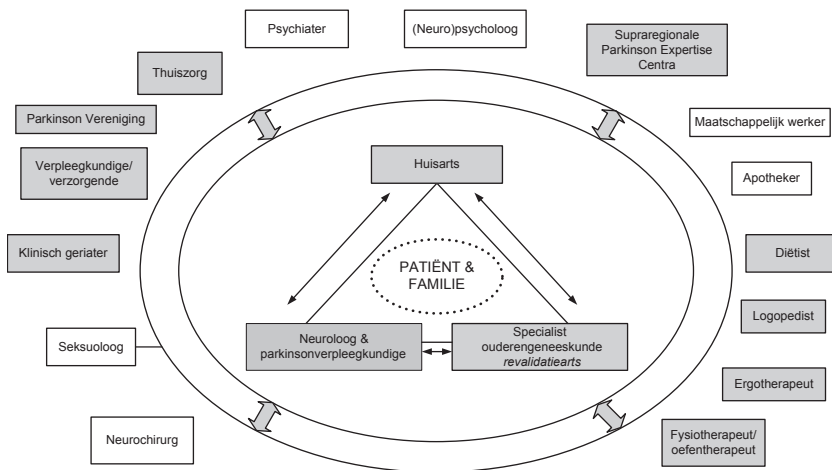 Psychiater
(Neuro)psycholoog
Supraregionale
Parkinson Expertise
Centra
Thuiszorg
Parkinson Vereniging
Maatschappelijk werker
Verpleegkundige/
verzorgende
Huisarts
Apotheker
Klinisch geriater
PATIËNT &
FAMILIE
Diëtist
Logopedist
Neuroloog &
parkinsonverpleegkundige
Specialist
ouderengeneeskunde
revalidatiearts
Seksuoloog
Ergotherapeut
Neurochirurg
Fysiotherapeut/
oefentherapeut